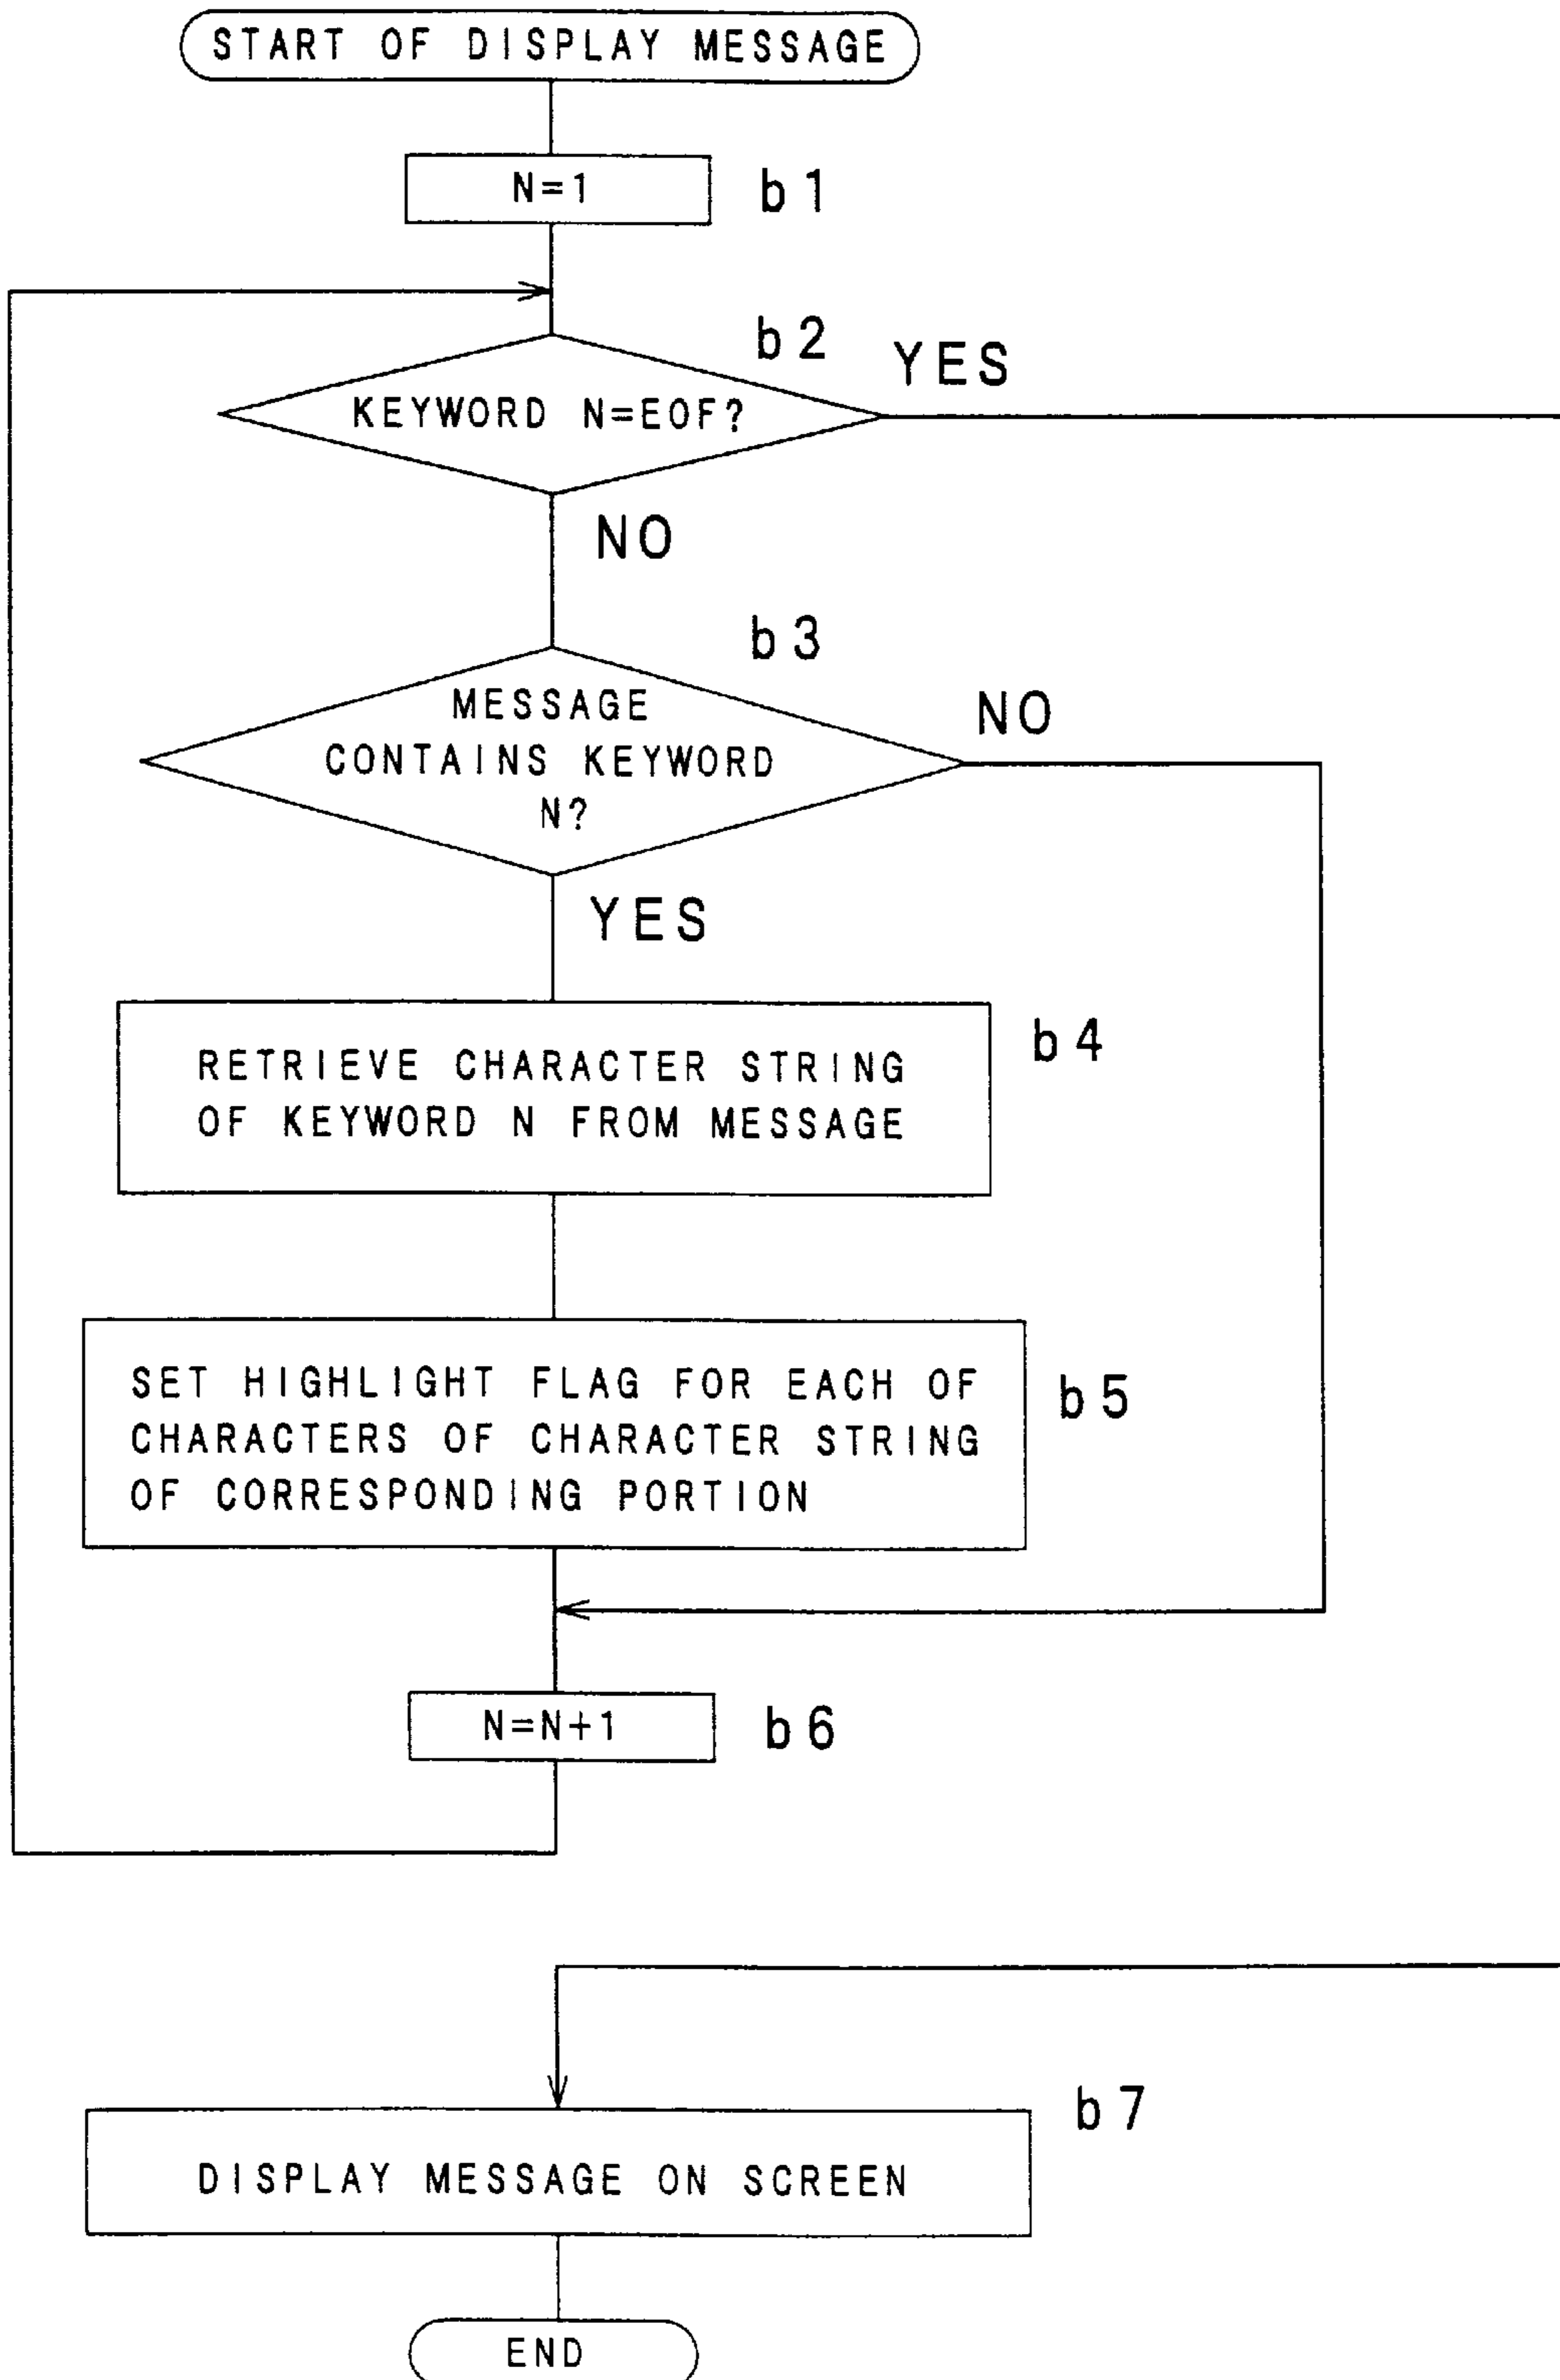 START OF DISPLAY MESSAGE
N=1
b1
b2
YES
KEYWORD N=EOF?
NO
b3
MESSAGE
CONTAINS KEYWORD
N?
NO
YES
b4
RETRIEVE CHARACTER STRING
OF KEYWORD N FROM MESSAGE
SET HIGHLIGHT FLAG FOR EACH OF
CHARACTERS OF CHARACTER STRING
OF CORRESPONDING PORTION
b5
N=N+1
b6
b7
DISPLAY MESSAGE ON SCREEN
END